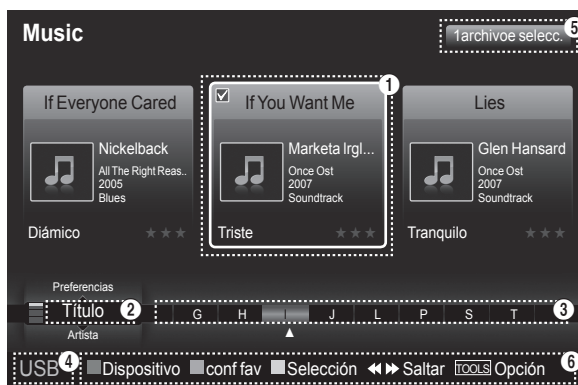 Music
1archivoe selecc.
5
1
If Everyone Cared
If You Want Me
Lies
Nickelback
All The Right Reas..
2005
Blues
Marketa Irgl...
Once Ost
2007
Soundtrack
Glen Hansard
Once Ost
2007
Soundtrack
Diámico
Triste
Tranquilo
Preferencias
Título 2
G H I J L P S T 3
Artista
USB 4 Dispositivo conf fav Selección Saltar TOOLS Opción 6